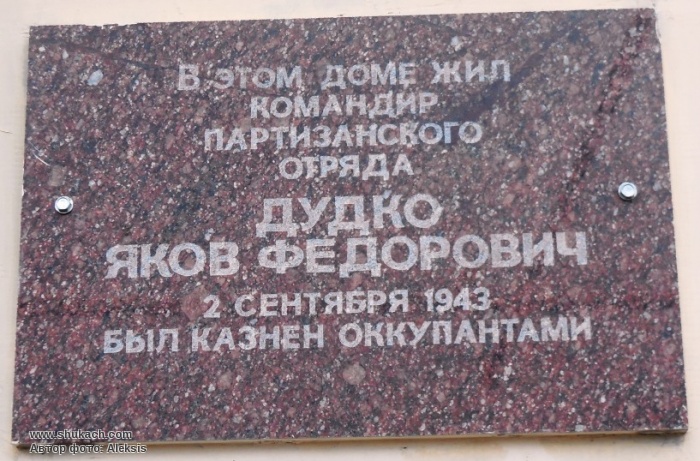 В ЭТОМ ДОМЕ ЖИЛ
КОМАНДИР
ПАРТИЗАНСКОГО
ОТРЯДА
ДУДКО
ЯКОВ ФЕДОРОВИЧ
2 СЕНТЯБРЯ 1943
БЫЛ КАЗНЕН ОККУПАНТАМИ
www.shukach.com
Автор фото: Aleksis